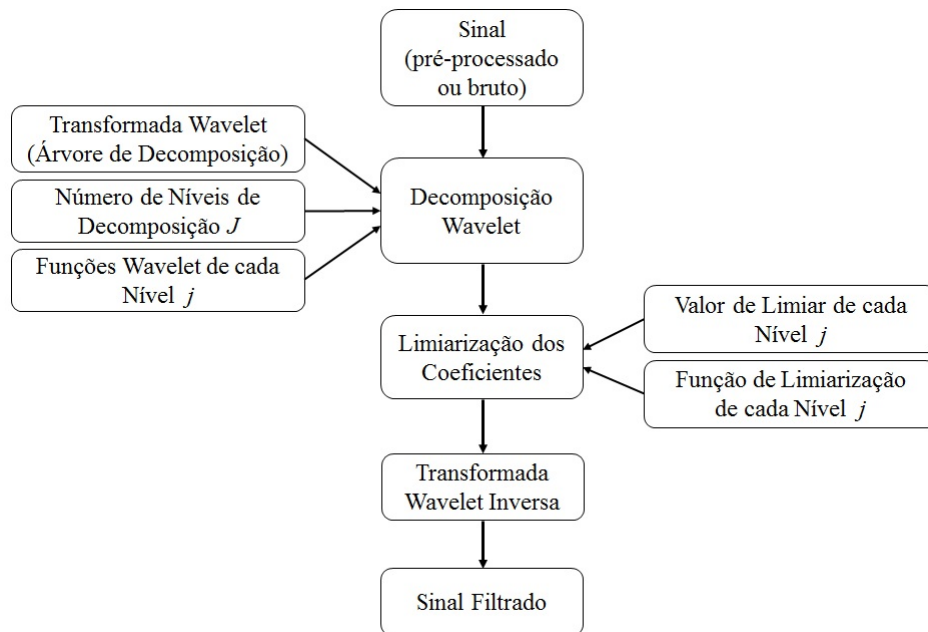 Sinal
(pré-processado
ou bruto)
Transformada Wavelet
(Árvore de Decomposição)
Número de Níveis de
Decomposição J
Funções Wavelet de cada
Nível j
Decomposição
Wavelet
Limiarização dos
Coeficientes
Valor de Limiar de cada
Nível j
Função de Limiarização
de cada Nível j
Transformada
Wavelet Inversa
Sinal Filtrado